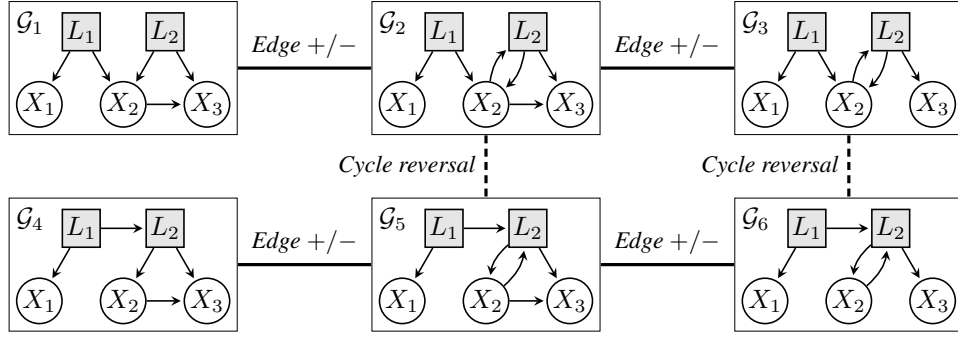 𝒢₁ L₁ L₂ X₁ X₂ X₃
Edge +/−
𝒢₂ L₁ L₂ X₁ X₂ X₃
Edge +/−
𝒢₃ L₁ L₂ X₁ X₂ X₃
Cycle reversal
Cycle reversal
𝒢₄ L₁ L₂ X₁ X₂ X₃
Edge +/−
𝒢₅ L₁ L₂ X₁ X₂ X₃
Edge +/−
𝒢₆ L₁ L₂ X₁ X₂ X₃